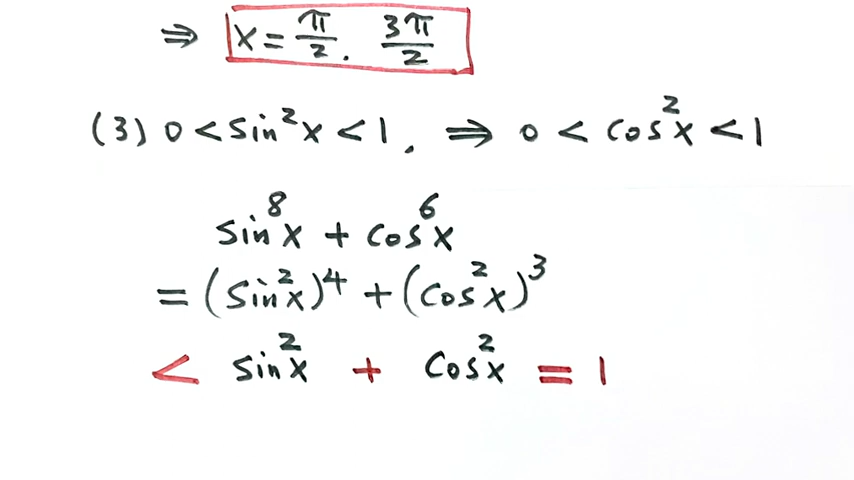 ⇒ x = π/2, 3π/2
(3) 0 < sin²x < 1, ⇒ 0 < cos²x < 1
sin⁸x + cos⁶x
= (sin²x)⁴ + (cos²x)³
< sin²x + cos²x = 1